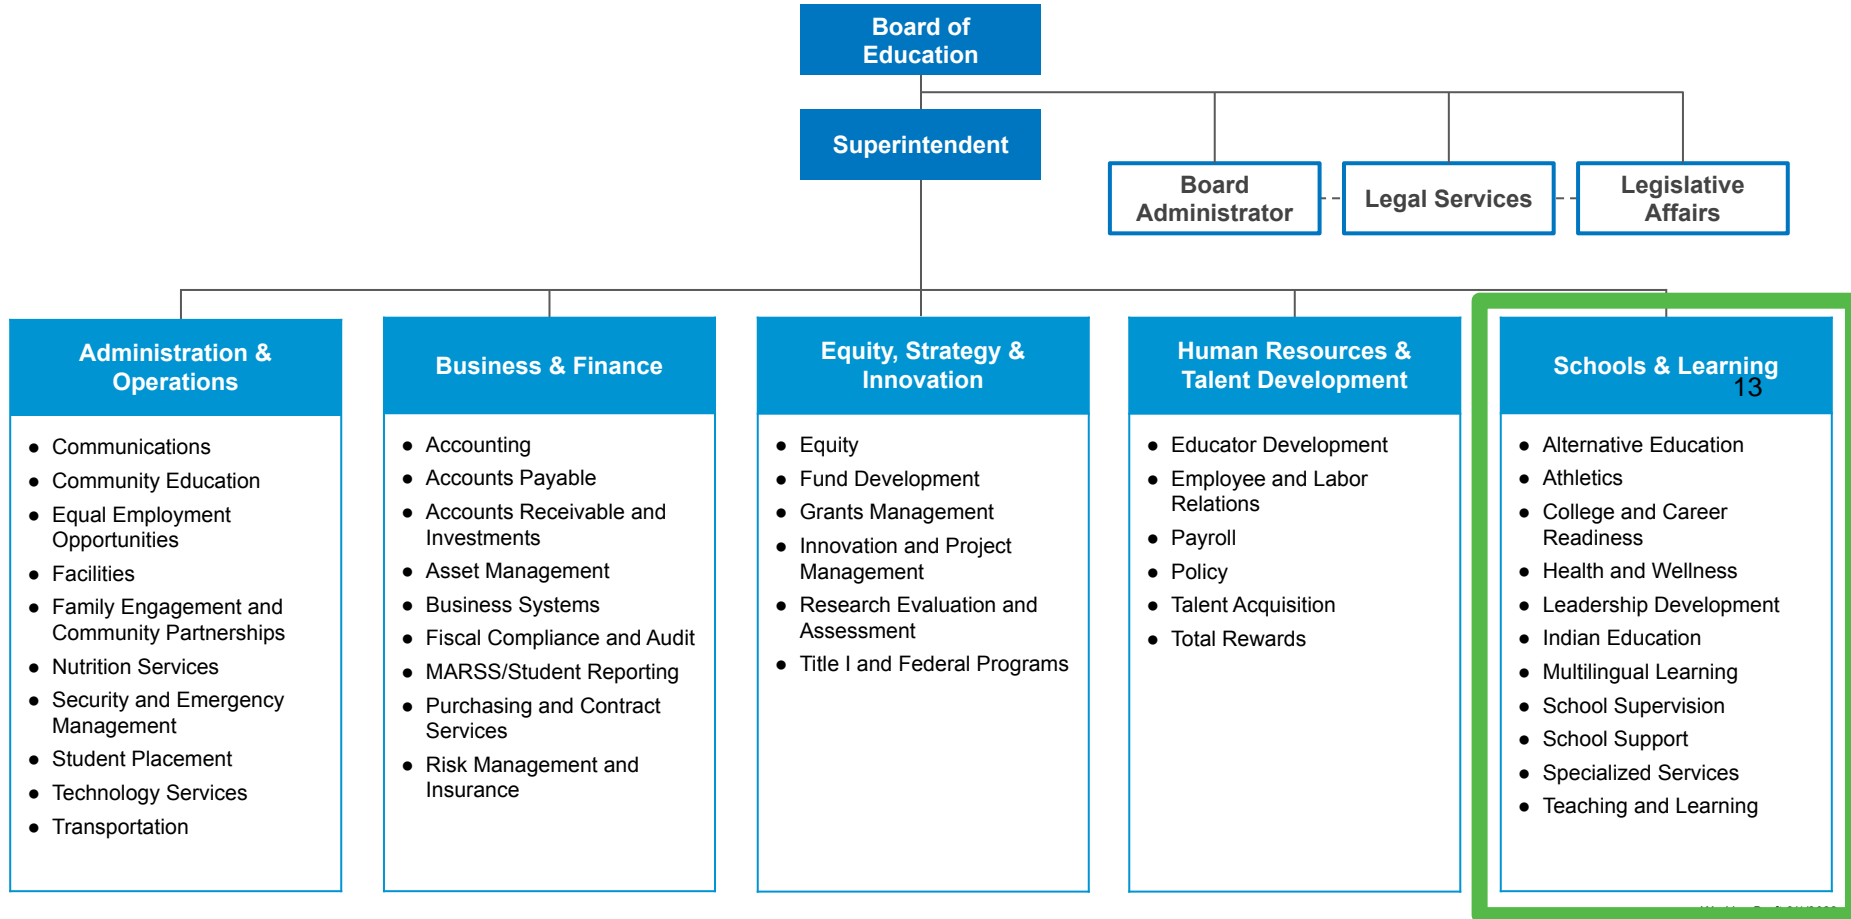 Board of
Education
Superintendent
Board
Administrator
Legal Services
Legislative
Affairs
Administration &
Operations
● Communications
● Community Education
● Equal Employment
Opportunities
● Facilities
● Family Engagement and
Community Partnerships
● Nutrition Services
● Security and Emergency
Management
● Student Placement
● Technology Services
● Transportation
Business & Finance
● Accounting
● Accounts Payable
● Accounts Receivable and
Investments
● Asset Management
● Business Systems
● Fiscal Compliance and Audit
● MARSS/Student Reporting
● Purchasing and Contract
Services
● Risk Management and
Insurance
Equity, Strategy &
Innovation
● Equity
● Fund Development
● Grants Management
● Innovation and Project
Management
● Research Evaluation and
Assessment
● Title I and Federal Programs
Human Resources &
Talent Development
● Educator Development
● Employee and Labor
Relations
● Payroll
● Policy
● Talent Acquisition
● Total Rewards
Schools & Learning
13
● Alternative Education
● Athletics
● College and Career
Readiness
● Health and Wellness
● Leadership Development
● Indian Education
● Multilingual Learning
● School Supervision
● School Support
● Specialized Services
● Teaching and Learning